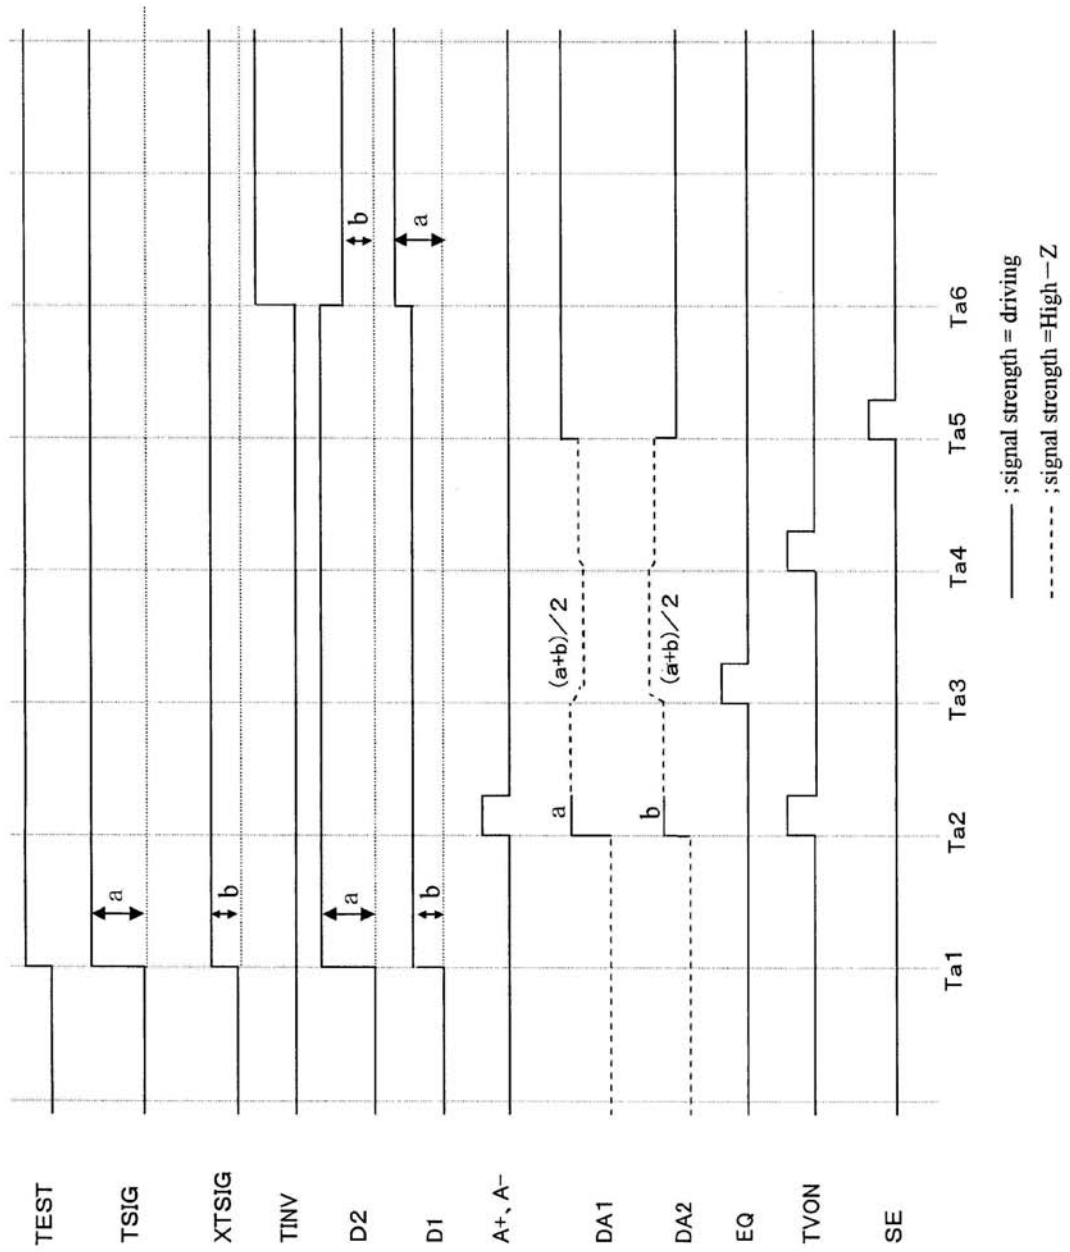 TEST
TSIG
a
XTSIG
b
TINV
D2
a
b
D1
b
a
A+、A−
DA1
a
(a+b)／2
DA2
b
(a+b)／2
EQ
TVON
SE
Ta1
Ta2
Ta3
Ta4
Ta5
Ta6
;signal strength = driving
;signal strength =High−Z